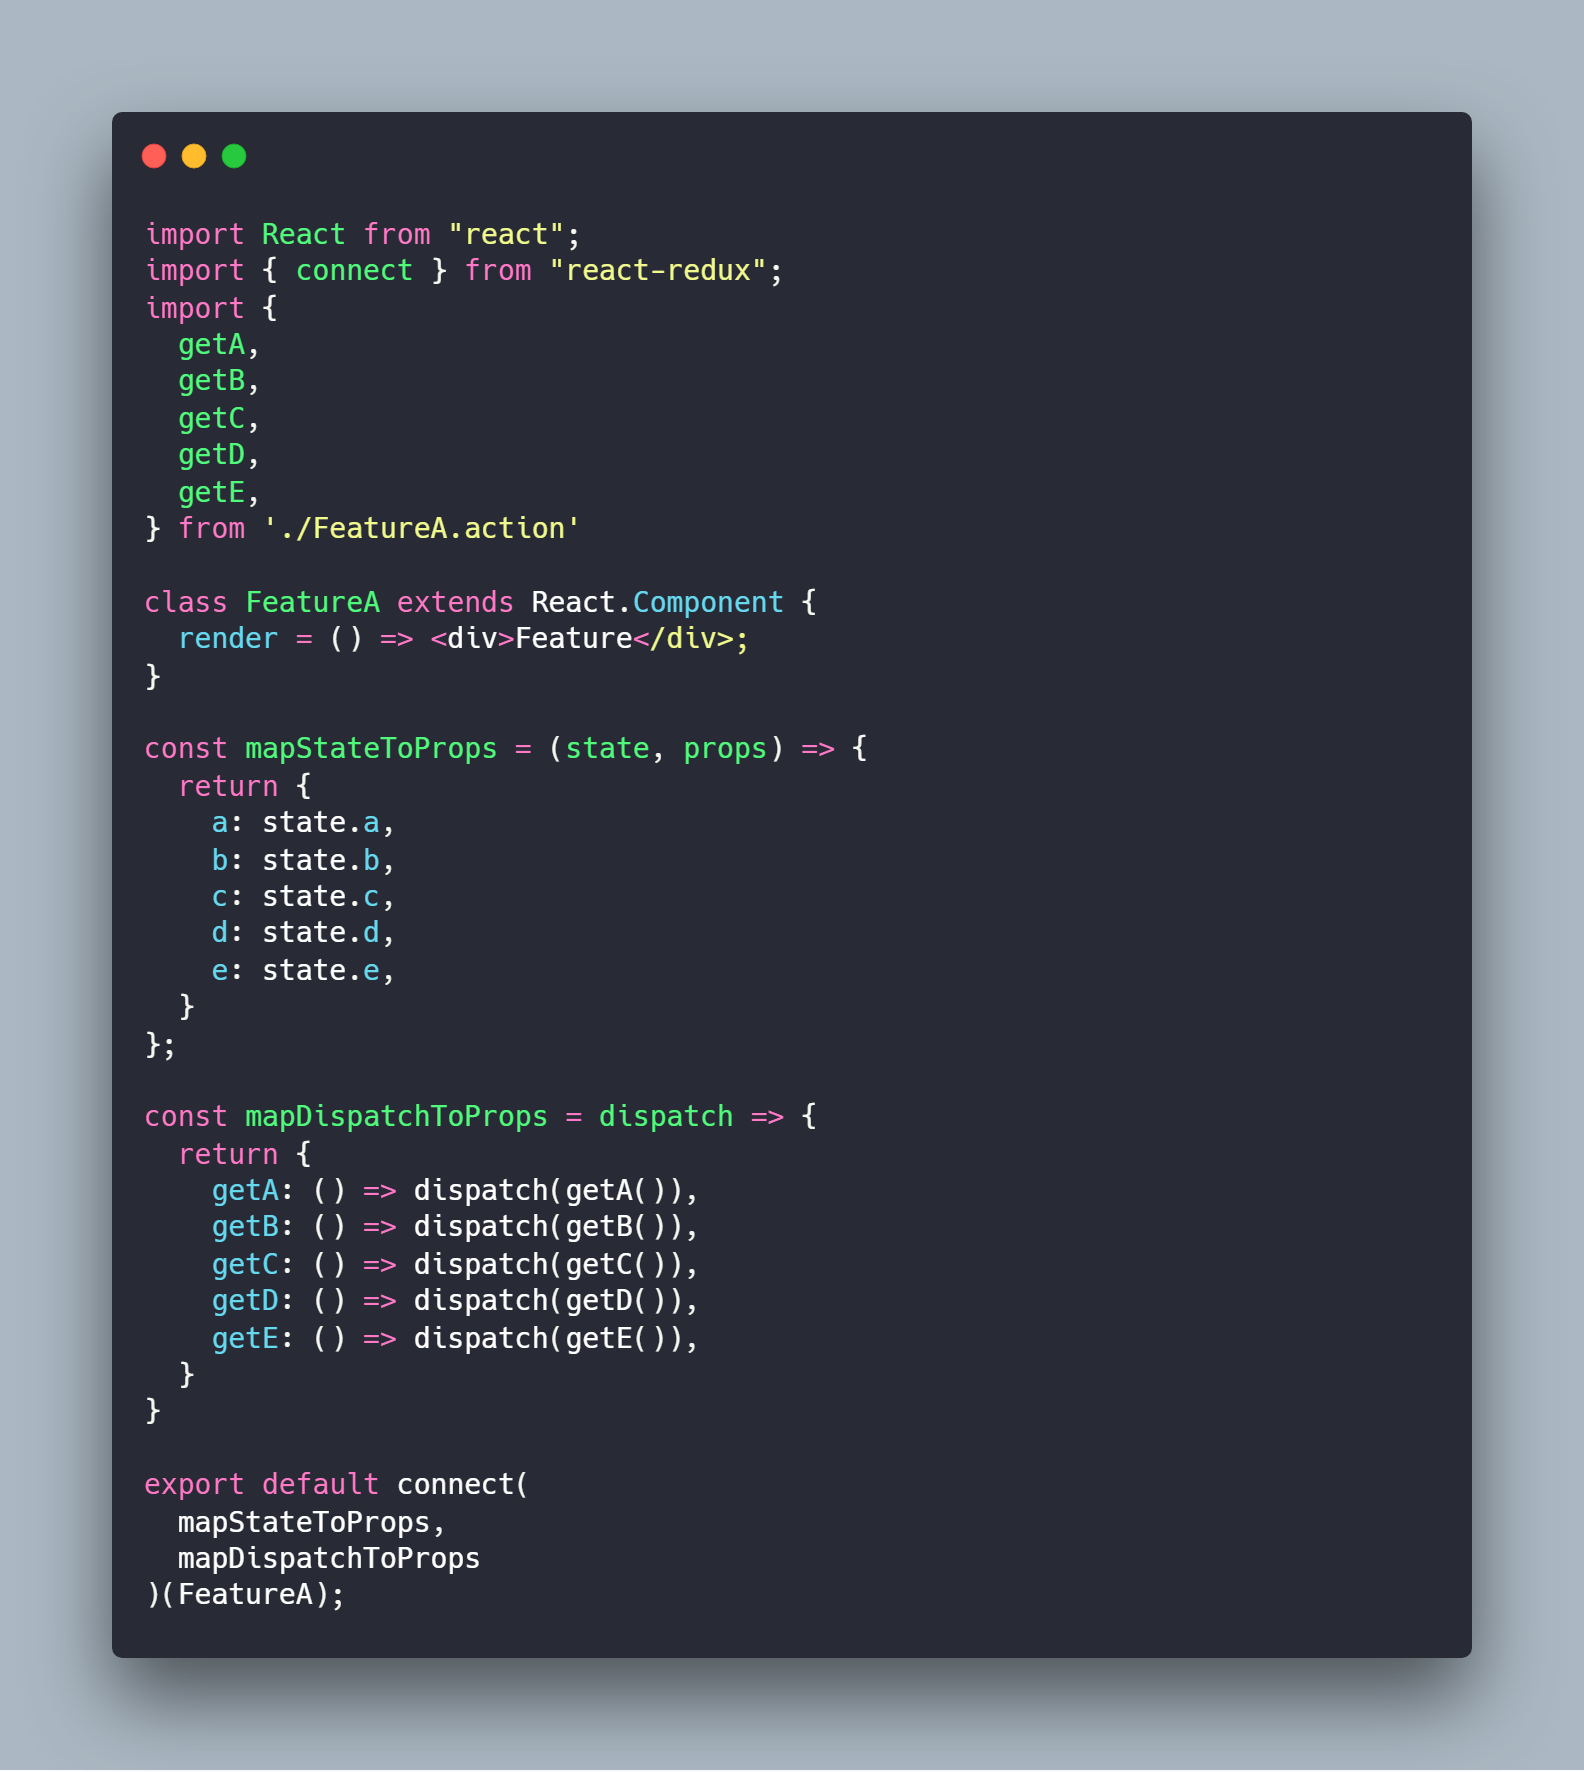 import React from "react";
import { connect } from "react-redux";
import {
  getA,
  getB,
  getC,
  getD,
  getE,
} from './FeatureA.action'

class FeatureA extends React.Component {
  render = () => <div>Feature</div>;
}

const mapStateToProps = (state, props) => {
  return {
    a: state.a,
    b: state.b,
    c: state.c,
    d: state.d,
    e: state.e,
  }
};

const mapDispatchToProps = dispatch => {
  return {
    getA: () => dispatch(getA()),
    getB: () => dispatch(getB()),
    getC: () => dispatch(getC()),
    getD: () => dispatch(getD()),
    getE: () => dispatch(getE()),
  }
}

export default connect(
  mapStateToProps,
  mapDispatchToProps
)(FeatureA);